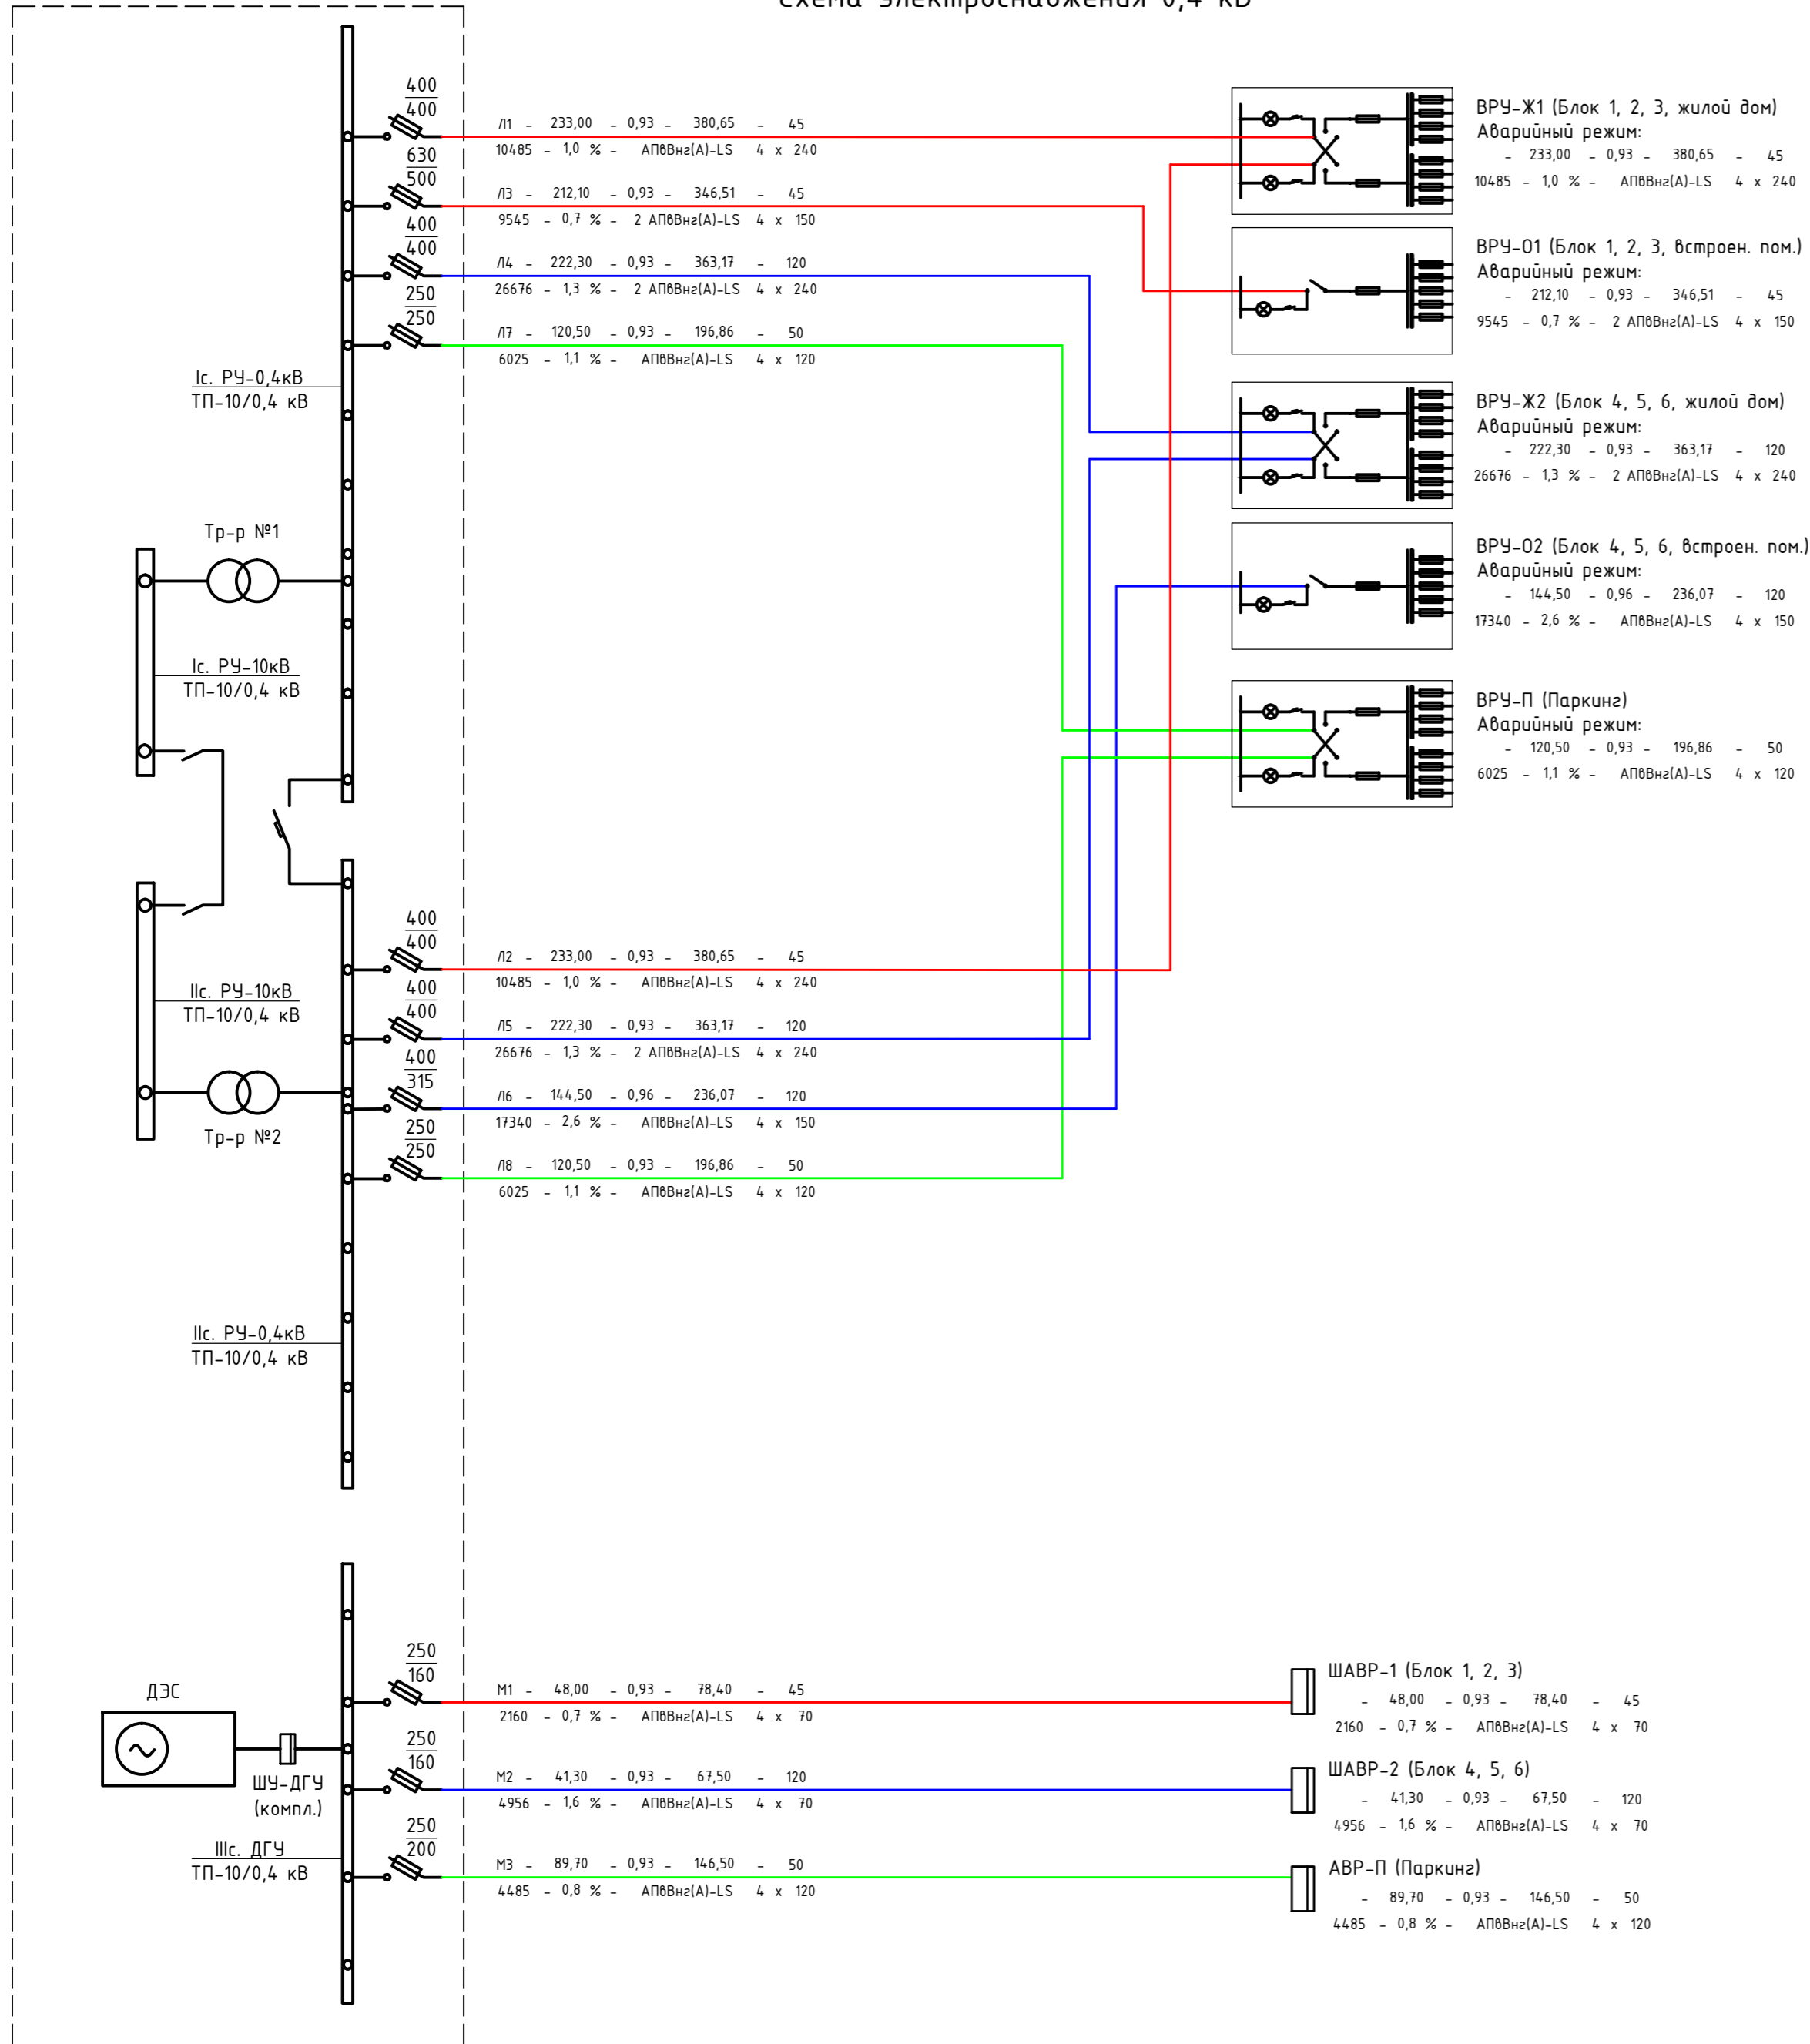 Схема электроснабжения 0,4 кВ
400
400
Л1 - 233,00 - 0,93 - 380,65 - 45
10485 - 1,0 % - АПвВнг(А)-LS 4 х 240
630
500
Л3 - 212,10 - 0,93 - 346,51 - 45
9545 - 0,7 % - 2 АПвВнг(А)-LS 4 х 150
400
400
Л4 - 222,30 - 0,93 - 363,17 - 120
26676 - 1,3 % - 2 АПвВнг(А)-LS 4 х 240
250
250
Л7 - 120,50 - 0,93 - 196,86 - 50
6025 - 1,1 % - АПвВнг(А)-LS 4 х 120
Iс. РУ-0,4кВ
ТП-10/0,4 кВ
Тр-р №1
Iс. РУ-10кВ
ТП-10/0,4 кВ
ВРУ-Ж1 (Блок 1, 2, 3, жилой дом)
Аварийный режим:
- 233,00 - 0,93 - 380,65 - 45
10485 - 1,0 % - АПвВнг(А)-LS 4 х 240
ВРУ-О1 (Блок 1, 2, 3, встроен. пом.)
Аварийный режим:
- 212,10 - 0,93 - 346,51 - 45
9545 - 0,7 % - 2 АПвВнг(А)-LS 4 х 150
ВРУ-Ж2 (Блок 4, 5, 6, жилой дом)
Аварийный режим:
- 222,30 - 0,93 - 363,17 - 120
26676 - 1,3 % - 2 АПвВнг(А)-LS 4 х 240
ВРУ-О2 (Блок 4, 5, 6, встроен. пом.)
Аварийный режим:
- 144,50 - 0,96 - 236,07 - 120
17340 - 2,6 % - АПвВнг(А)-LS 4 х 150
ВРУ-П (Паркинг)
Аварийный режим:
- 120,50 - 0,93 - 196,86 - 50
6025 - 1,1 % - АПвВнг(А)-LS 4 х 120
400
400
Л2 - 233,00 - 0,93 - 380,65 - 45
10485 - 1,0 % - АПвВнг(А)-LS 4 х 240
400
400
Л5 - 222,30 - 0,93 - 363,17 - 120
26676 - 1,3 % - 2 АПвВнг(А)-LS 4 х 240
400
315
Л6 - 144,50 - 0,96 - 236,07 - 120
17340 - 2,6 % - АПвВнг(А)-LS 4 х 150
250
250
Л8 - 120,50 - 0,93 - 196,86 - 50
6025 - 1,1 % - АПвВнг(А)-LS 4 х 120
IIс. РУ-10кВ
ТП-10/0,4 кВ
Тр-р №2
IIс. РУ-0,4кВ
ТП-10/0,4 кВ
250
160
М1 - 48,00 - 0,93 - 78,40 - 45
2160 - 0,7 % - АПвВнг(А)-LS 4 х 70
250
160
М2 - 41,30 - 0,93 - 67,50 - 120
4956 - 1,6 % - АПвВнг(А)-LS 4 х 70
250
200
М3 - 89,70 - 0,93 - 146,50 - 50
4485 - 0,8 % - АПвВнг(А)-LS 4 х 120
ДЭС
ШУ-ДГУ
(компл.)
IIIс. ДГУ
ТП-10/0,4 кВ
ШАВР-1 (Блок 1, 2, 3)
- 48,00 - 0,93 - 78,40 - 45
2160 - 0,7 % - АПвВнг(А)-LS 4 х 70
ШАВР-2 (Блок 4, 5, 6)
- 41,30 - 0,93 - 67,50 - 120
4956 - 1,6 % - АПвВнг(А)-LS 4 х 70
АВР-П (Паркинг)
- 89,70 - 0,93 - 146,50 - 50
4485 - 0,8 % - АПвВнг(А)-LS 4 х 120